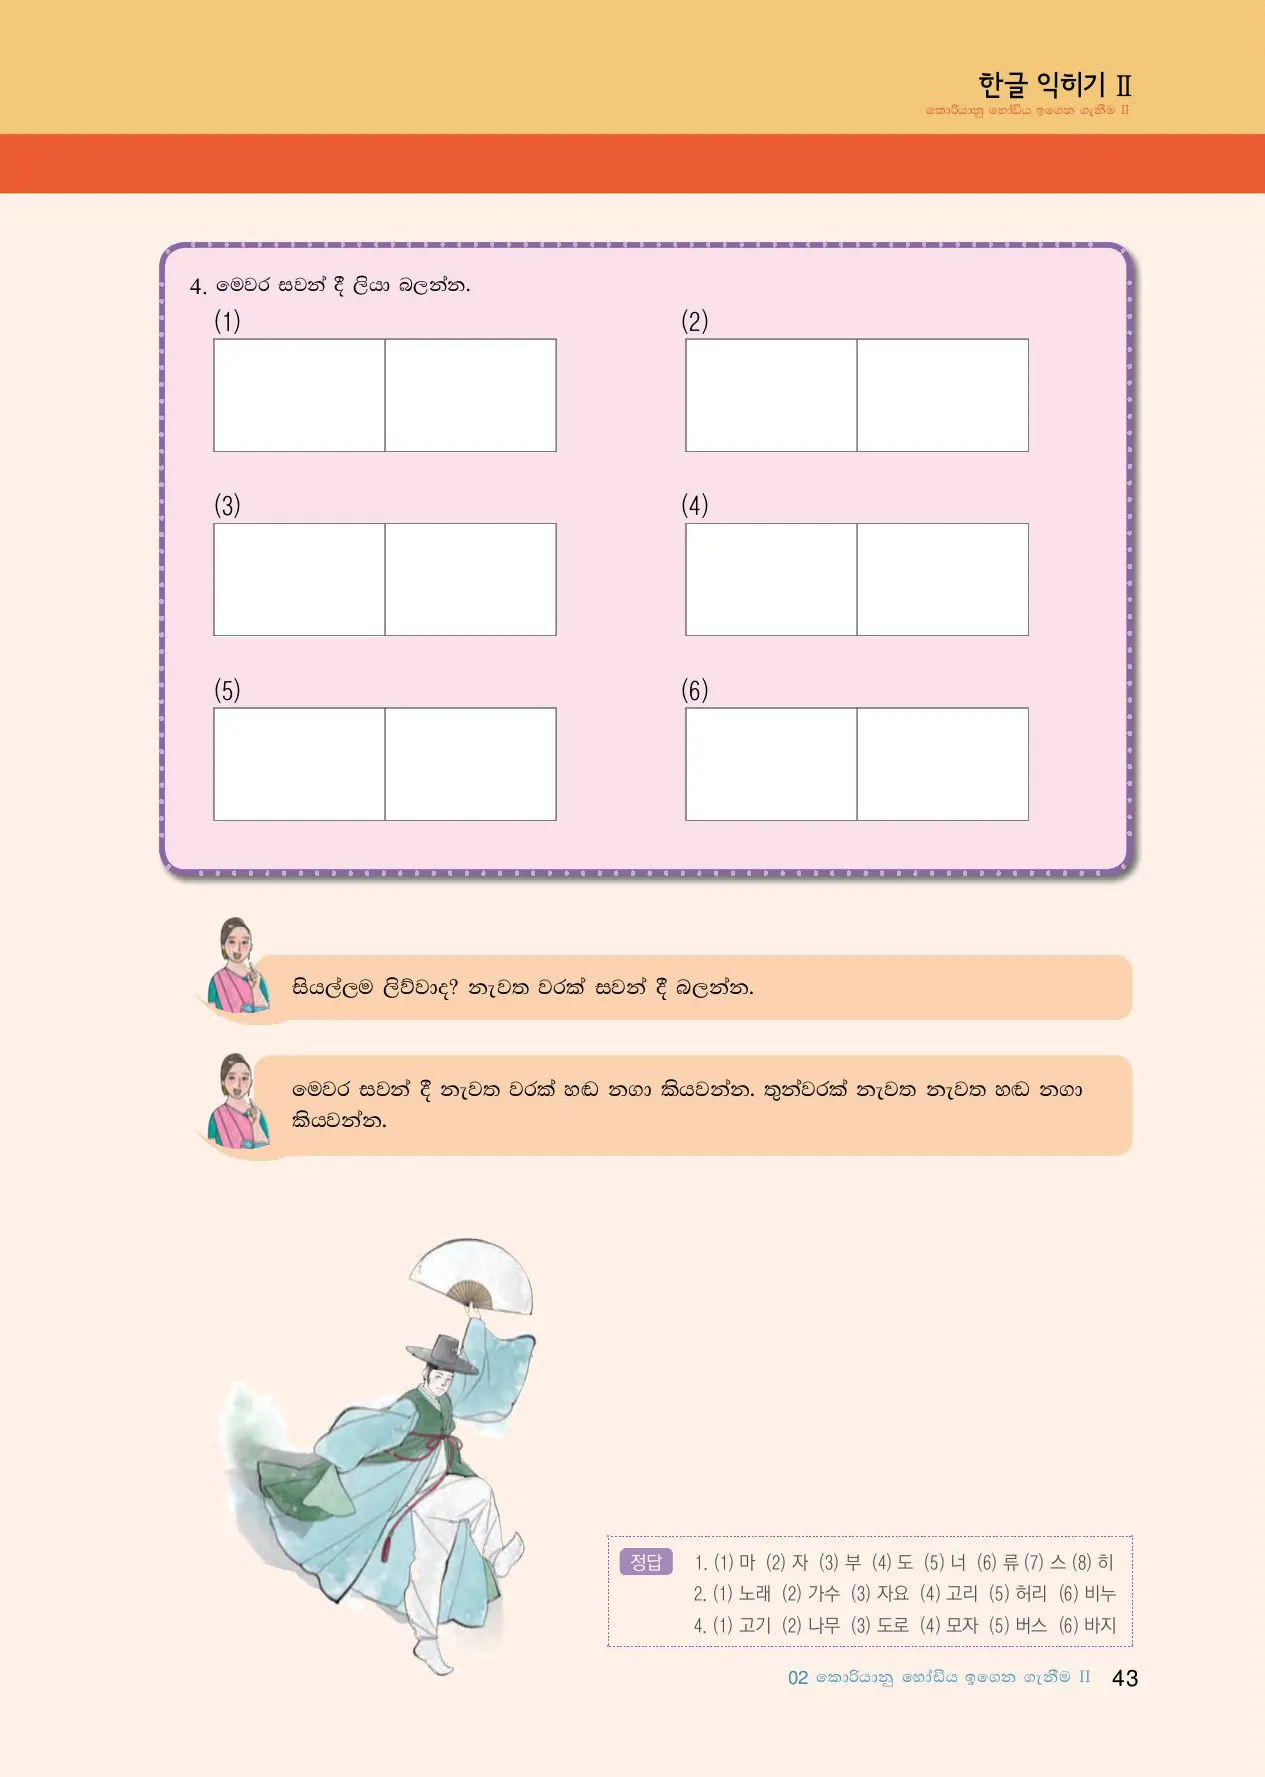 한글 익히기 Ⅱ
කොරියානු හෝඩිය ඉගෙන ගැනීම II
4. මෙවර සවන් දී ලියා බලන්න.
(1) (2)
(3) (4)
(5) (6)
සියල්ලම ලිව්වාද? නැවත වරක් සවන් දී බලන්න.
මෙවර සවන් දී නැවත වරක් හඬ නගා කියවන්න. තුන්වරක් නැවත නැවත හඬ නගා
කියවන්න.
정답 1. (1) 마 (2) 자 (3) 부 (4) 도 (5) 너 (6) 류 (7) 스 (8) 히
2. (1) 노래 (2) 가수 (3) 자요 (4) 고리 (5) 허리 (6) 비누
4. (1) 고기 (2) 나무 (3) 도로 (4) 모자 (5) 버스 (6) 바지
02 කොරියානු හෝඩිය ඉගෙන ගැනීම II 43